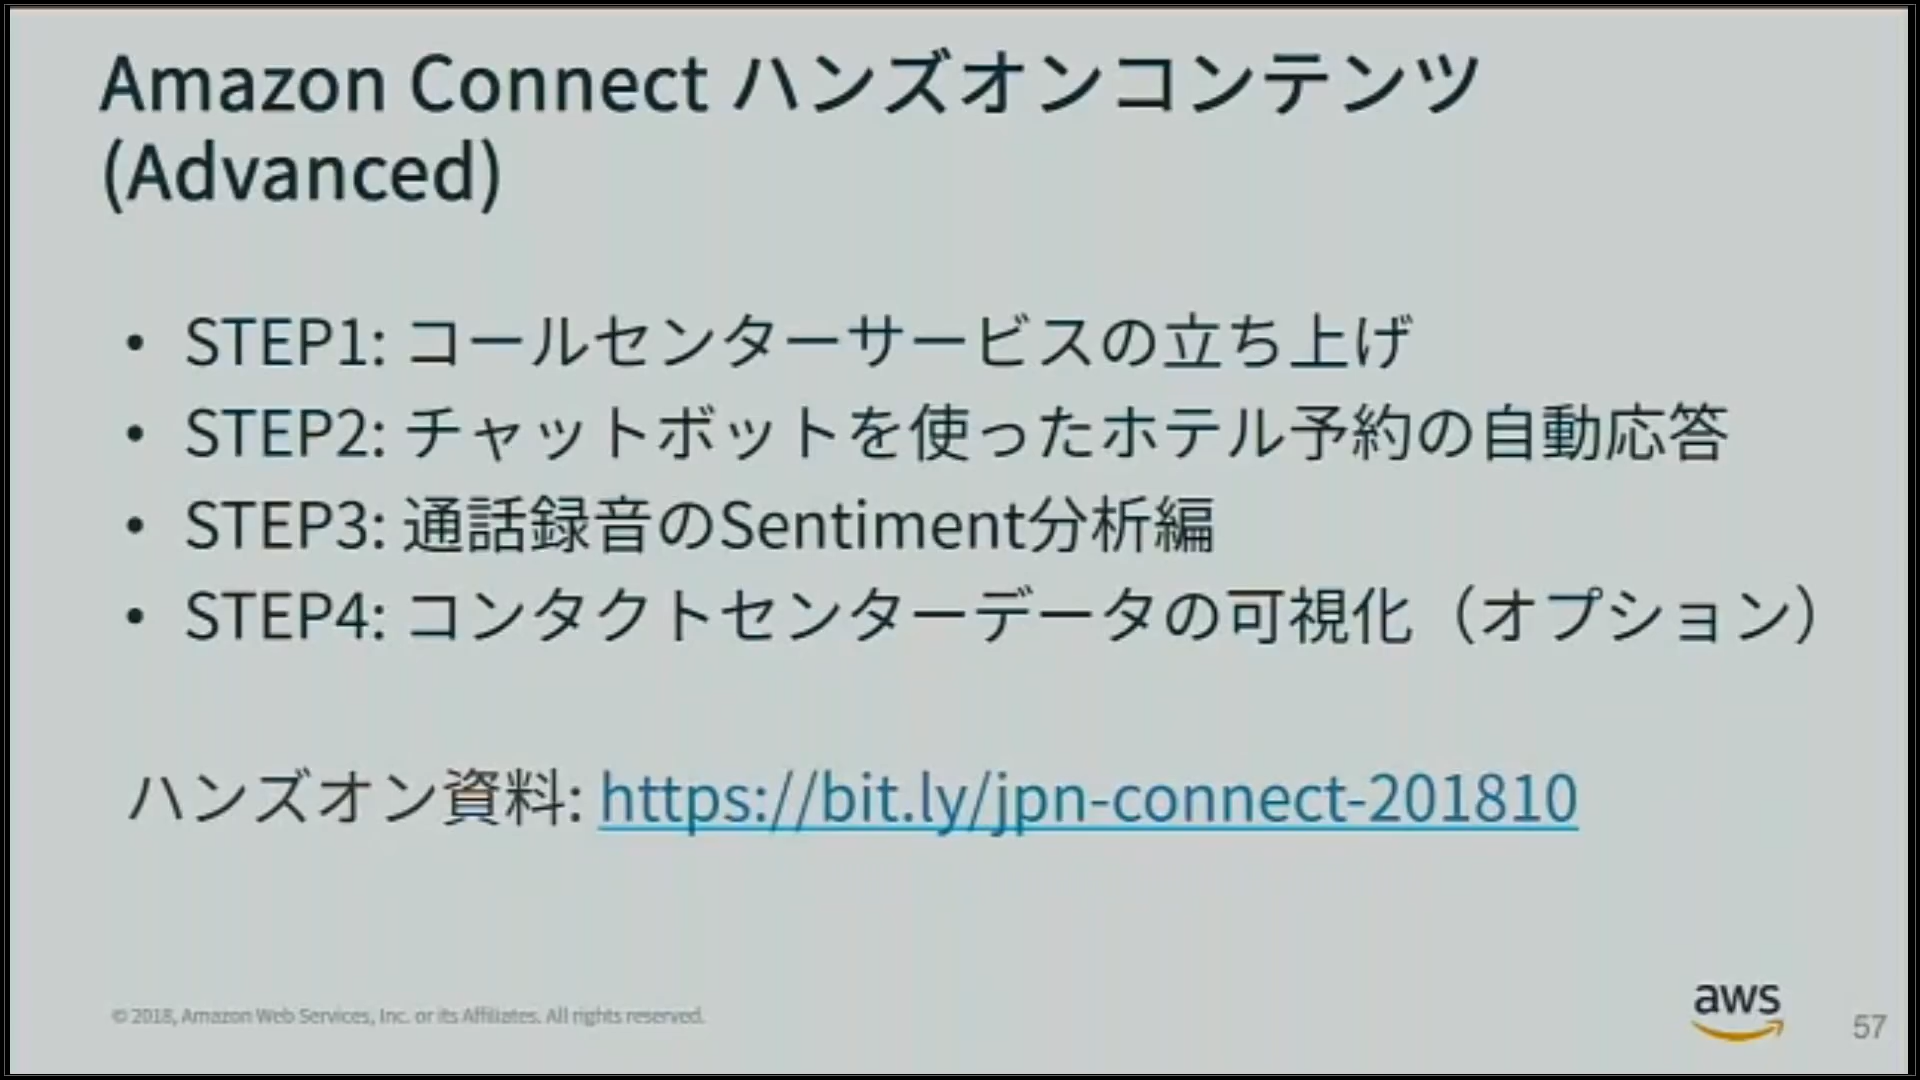 Amazon Connect ハンズオンコンテンツ
(Advanced)
• STEP1: コールセンターサービスの立ち上げ
• STEP2: チャットボットを使ったホテル予約の自動応答
• STEP3: 通話録音のSentiment分析編
• STEP4: コンタクトセンターデータの可視化（オプション）
ハンズオン資料: https://bit.ly/jpn-connect-201810
© 2018, Amazon Web Services, Inc. or its Affiliates. All rights reserved.
aws
57